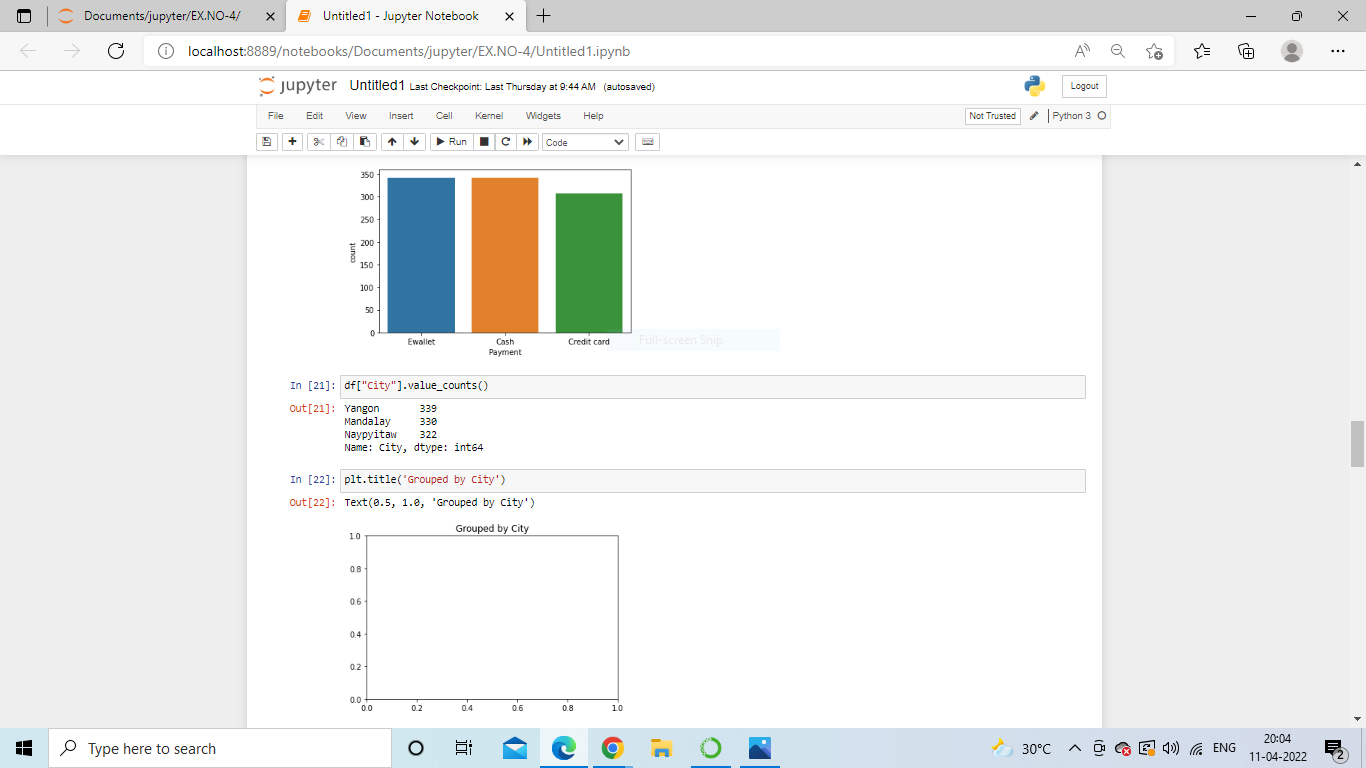 Documents/jupyter/EX.NO-4/
Untitled1 - Jupyter Notebook
localhost:8889/notebooks/Documents/jupyter/EX.NO-4/Untitled1.ipynb
jupyter Untitled1 Last Checkpoint: Last Thursday at 9:44 AM (autosaved)
Logout
File Edit View Insert Cell Kernel Widgets Help
Not Trusted
Python 3
Run
Code
350
300
250
200
150
100
50
0
count
Ewallet Cash Credit card
Payment
Full-screen Snip
In [21]: df["City"].value_counts()
Out[21]: Yangon 339
Mandalay 330
Naypyitaw 322
Name: City, dtype: int64
In [22]: plt.title('Grouped by City')
Out[22]: Text(0.5, 1.0, 'Grouped by City')
Grouped by City
1.0
0.8
0.6
0.4
0.2
0.0
0.0 0.2 0.4 0.6 0.8 1.0
Type here to search
30°C
ENG
20:04
11-04-2022
2